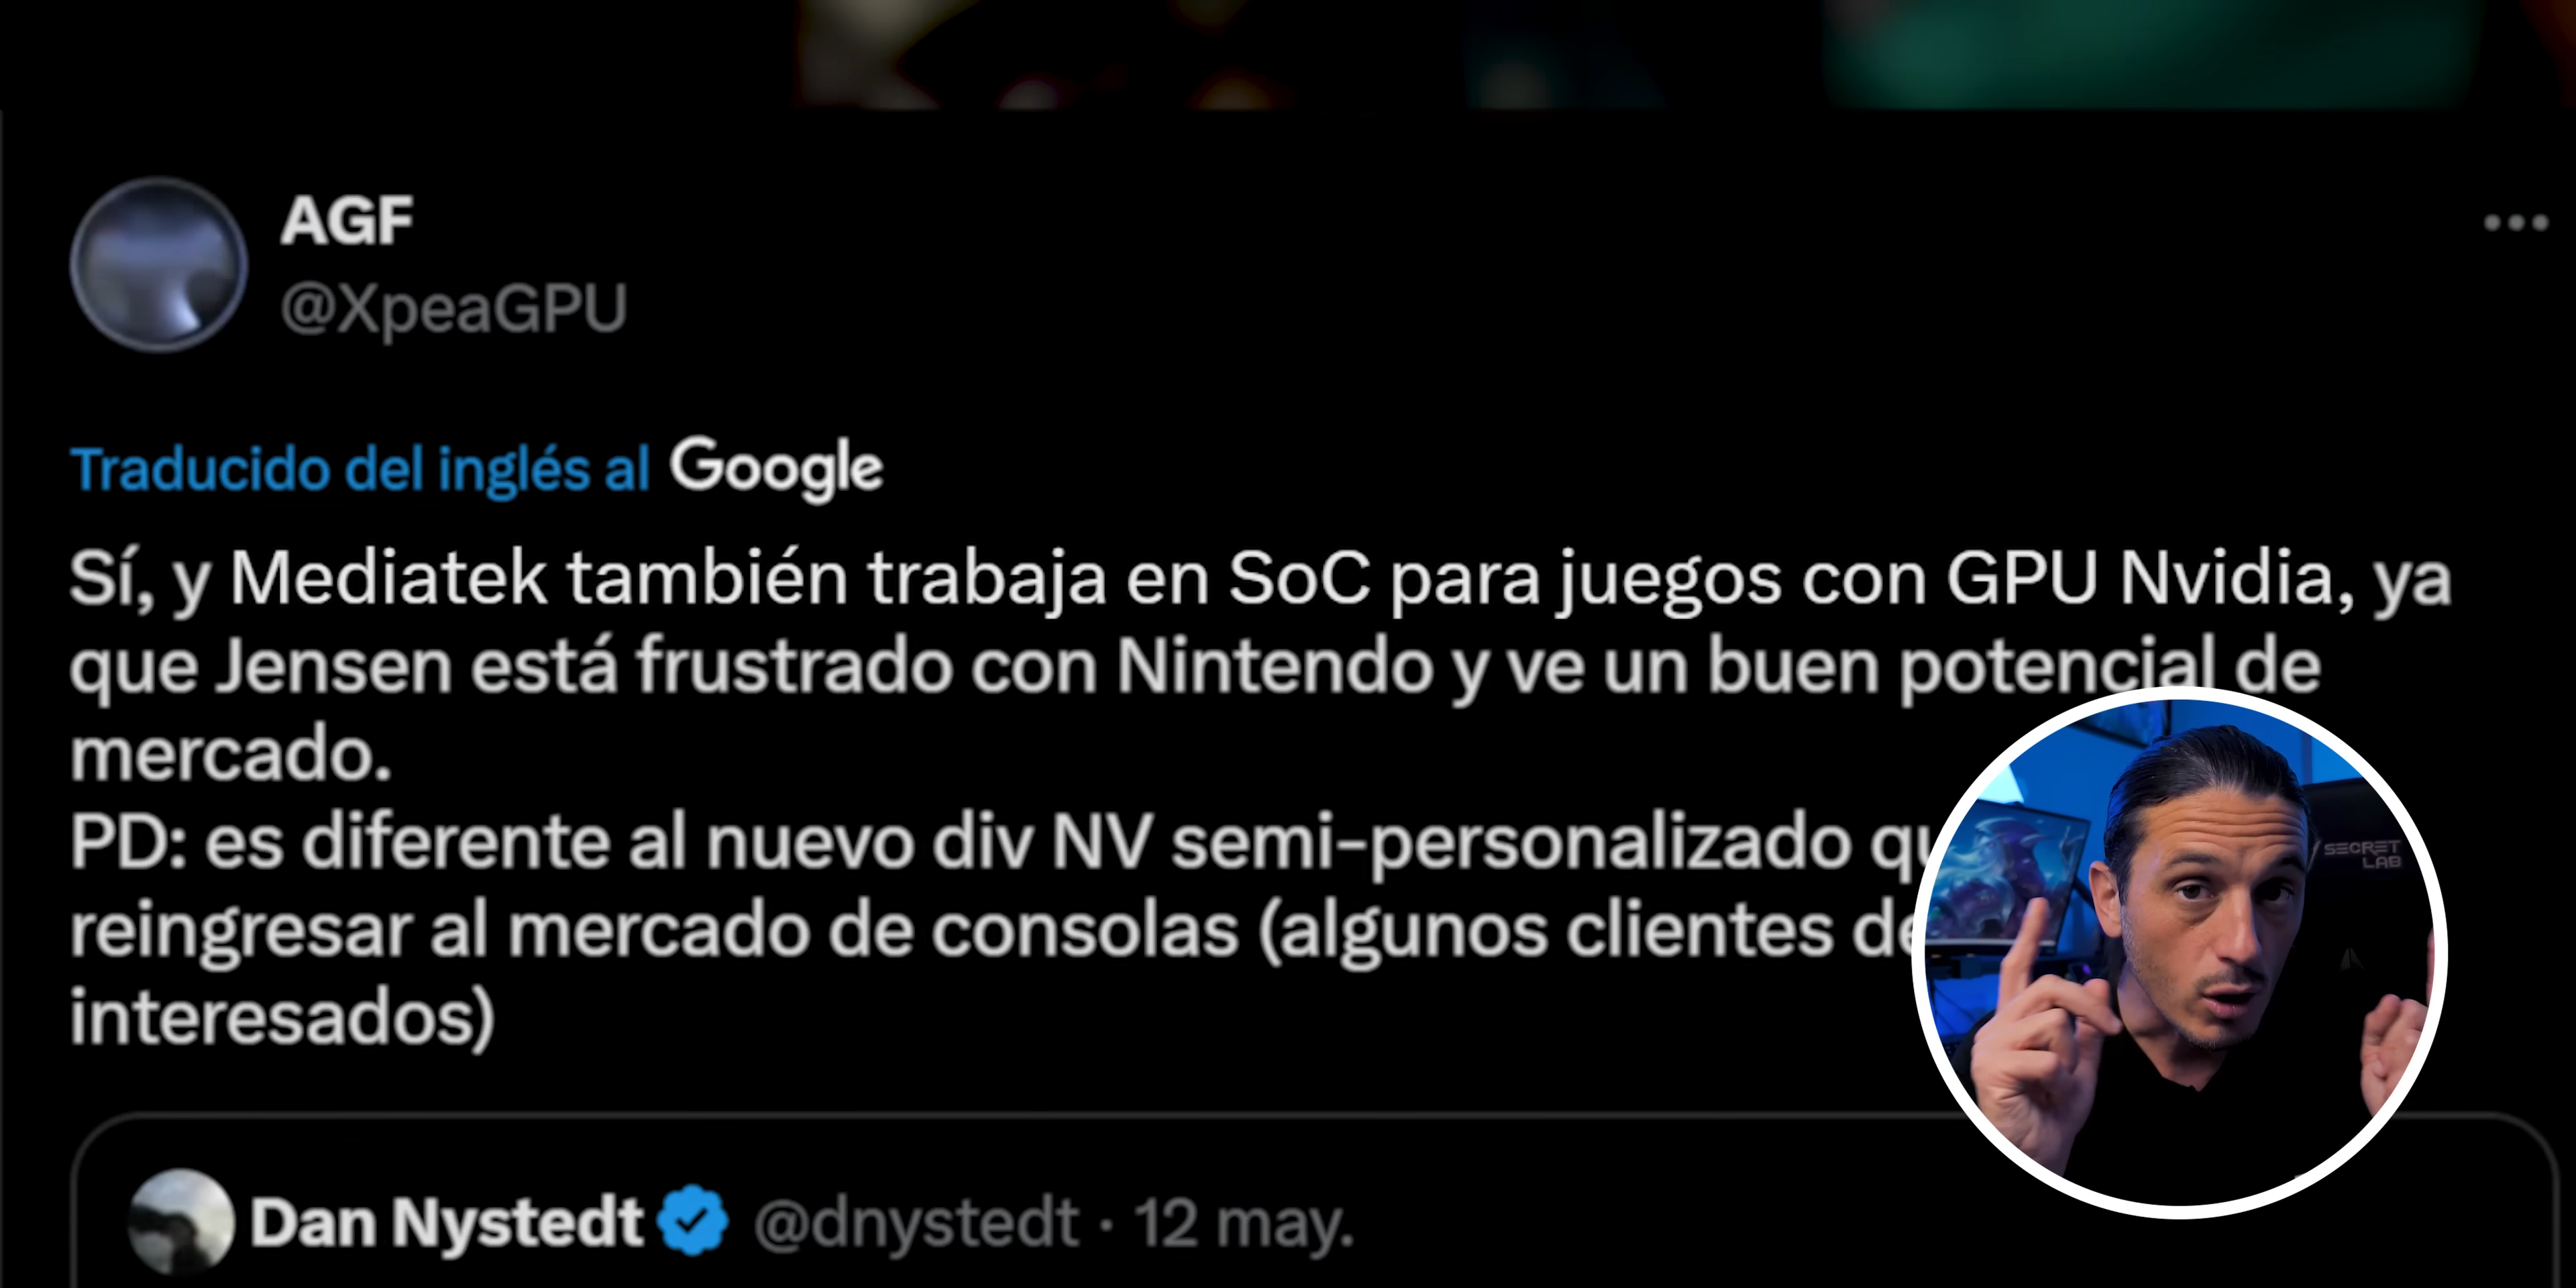 AGF
@XpeaGPU
Traducido del inglés al Google
Sí, y Mediatek también trabaja en SoC para juegos con GPU Nvidia, ya
que Jensen está frustrado con Nintendo y ve un buen potencial de
mercado.
PD: es diferente al nuevo div NV semi-personalizado
reingresar al mercado de consolas (algunos clientes
interesados)
SECRET
LAB
Dan Nystedt @dnystedt · 12 may.